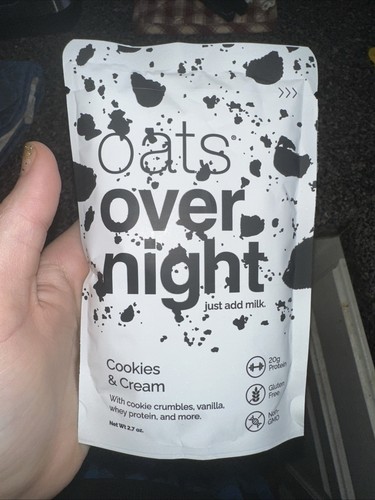 oats®
over
night
just add milk.
Cookies
& Cream
With cookie crumbles, vanilla,
whey protein, and more.
Net Wt 2.7 oz.
20g
Protein
Gluten
Free
Non-
GMO